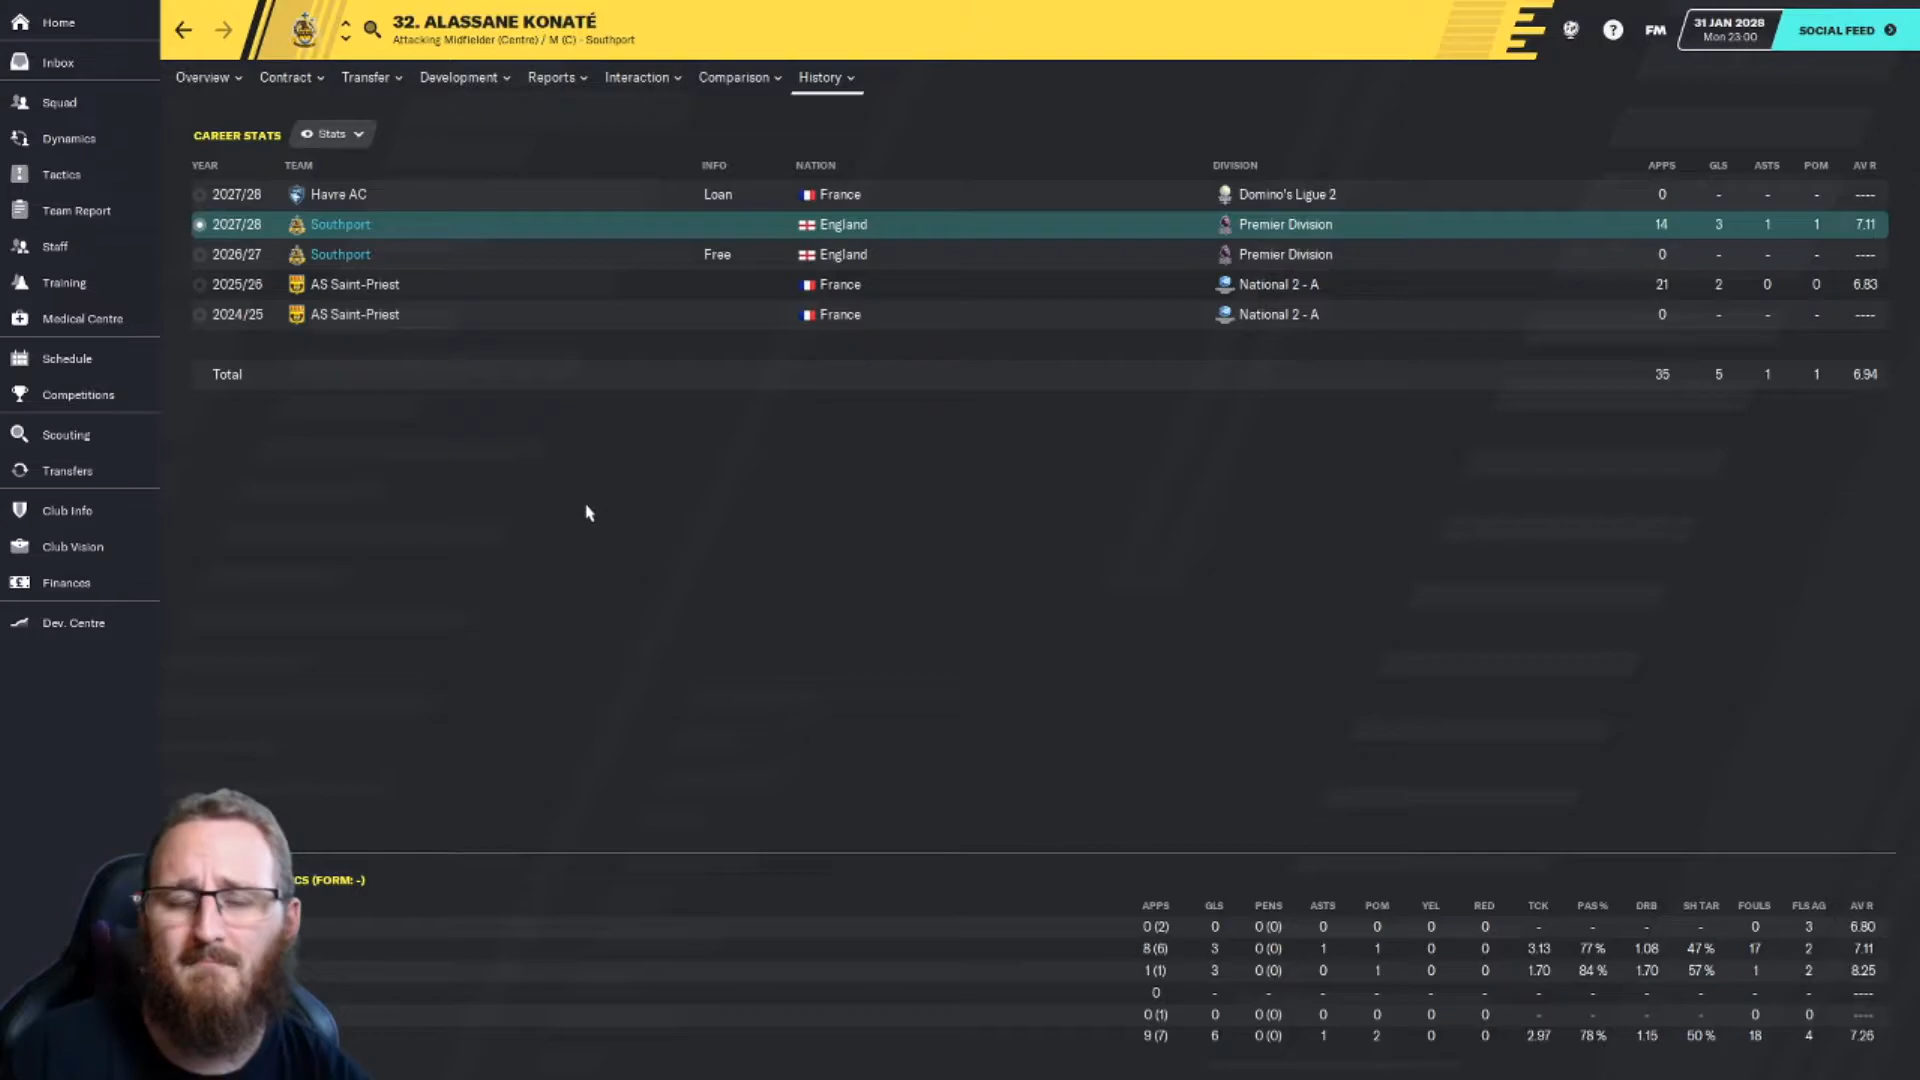 Home
Inbox
Squad
Dynamics
Tactics
Team Report
Staff
Training
Medical Centre
Schedule
Competitions
Scouting
Transfers
Club Info
Club Vision
Finances
Dev. Centre
32. ALASSANE KONATÉ
Attacking Midfielder (Centre) / M (C) - Southport
? FM 31 JAN 2028 SOCIAL FEED
Mon 23:00
Overview Contract Transfer Development Reports Interaction Comparison History
CAREER STATS Stats
YEAR TEAM INFO NATION DIVISION APPS GLS ASTS POM AV R
2027/28 Havre AC Loan France Domino's Ligue 2 0 - - - ----
2027/28 Southport England Premier Division 14 3 1 1 7.11
2026/27 Southport Free England Premier Division 0 - - - ----
2025/26 AS Saint-Priest France National 2 - A 21 2 0 0 6.83
2024/25 AS Saint-Priest France National 2 - A 0 - - - ----
Total 35 5 1 1 6.94
CS (FORM: -)
APPS GLS PENS ASTS POM YEL RED TCK PAS % DRB SH TAR FOULS FLS AG AV R
0 (2) 0 0 (0) 0 0 0 0 - - - - 0 3 6.80
8 (6) 3 0 (0) 1 1 0 0 3.13 77 % 1.08 47 % 17 2 7.11
1 (1) 3 0 (0) 0 1 0 0 1.70 84 % 1.70 57 % 1 2 8.25
0 - - - - - - - - - - - - ----
0 (1) 0 0 (0) 0 0 0 0 - - - - 0 0 ----
9 (7) 6 0 (0) 1 2 0 0 2.97 78 % 1.15 50 % 18 4 7.26